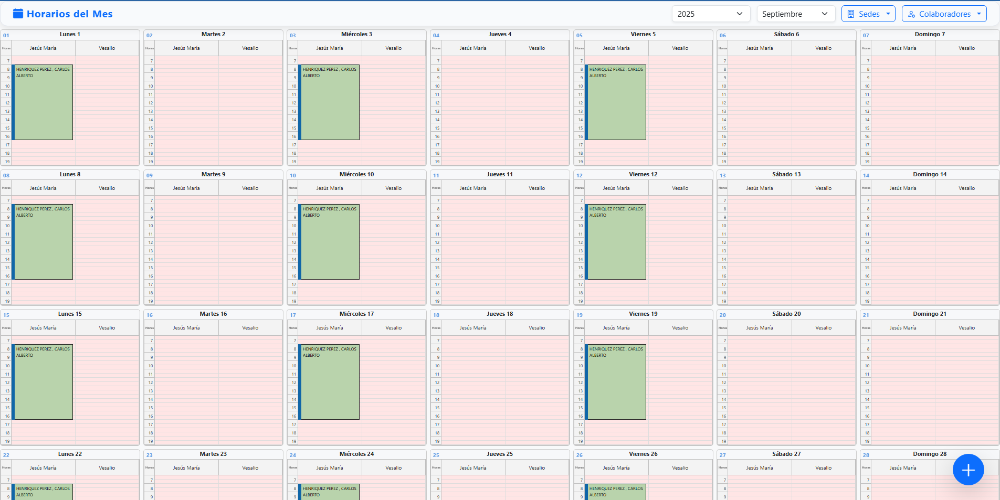 Horarios del Mes
2025 Septiembre Sedes Colaboradores
01 Lunes 1 02 Martes 2 03 Miércoles 3 04 Jueves 4 05 Viernes 5 06 Sábado 6 07 Domingo 7
Horas Jesús María Vesalio Horas Jesús María Vesalio Horas Jesús María Vesalio Horas Jesús María Vesalio Horas Jesús María Vesalio Horas Jesús María Vesalio Horas Jesús María Vesalio
7 7 7 7 7 7 7
8 HENRIQUEZ PEREZ , CARLOS 8 8 HENRIQUEZ PEREZ , CARLOS 8 8 HENRIQUEZ PEREZ , CARLOS 8 8
9 ALBERTO 9 9 ALBERTO 9 9 ALBERTO 9 9
10 10 10 10 10 10 10
11 11 11 11 11 11 11
12 12 12 12 12 12 12
13 13 13 13 13 13 13
14 14 14 14 14 14 14
15 15 15 15 15 15 15
16 16 16 16 16 16 16
17 17 17 17 17 17 17
18 18 18 18 18 18 18
19 19 19 19 19 19 19
08 Lunes 8 09 Martes 9 10 Miércoles 10 11 Jueves 11 12 Viernes 12 13 Sábado 13 14 Domingo 14
Horas Jesús María Vesalio Horas Jesús María Vesalio Horas Jesús María Vesalio Horas Jesús María Vesalio Horas Jesús María Vesalio Horas Jesús María Vesalio Horas Jesús María Vesalio
7 7 7 7 7 7 7
8 HENRIQUEZ PEREZ , CARLOS 8 8 HENRIQUEZ PEREZ , CARLOS 8 8 HENRIQUEZ PEREZ , CARLOS 8 8
9 ALBERTO 9 9 ALBERTO 9 9 ALBERTO 9 9
10 10 10 10 10 10 10
11 11 11 11 11 11 11
12 12 12 12 12 12 12
13 13 13 13 13 13 13
14 14 14 14 14 14 14
15 15 15 15 15 15 15
16 16 16 16 16 16 16
17 17 17 17 17 17 17
18 18 18 18 18 18 18
19 19 19 19 19 19 19
15 Lunes 15 16 Martes 16 17 Miércoles 17 18 Jueves 18 19 Viernes 19 20 Sábado 20 21 Domingo 21
Horas Jesús María Vesalio Horas Jesús María Vesalio Horas Jesús María Vesalio Horas Jesús María Vesalio Horas Jesús María Vesalio Horas Jesús María Vesalio Horas Jesús María Vesalio
7 7 7 7 7 7 7
8 HENRIQUEZ PEREZ , CARLOS 8 8 HENRIQUEZ PEREZ , CARLOS 8 8 HENRIQUEZ PEREZ , CARLOS 8 8
9 ALBERTO 9 9 ALBERTO 9 9 ALBERTO 9 9
10 10 10 10 10 10 10
11 11 11 11 11 11 11
12 12 12 12 12 12 12
13 13 13 13 13 13 13
14 14 14 14 14 14 14
15 15 15 15 15 15 15
16 16 16 16 16 16 16
17 17 17 17 17 17 17
18 18 18 18 18 18 18
19 19 19 19 19 19 19
22 Lunes 22 23 Martes 23 24 Miércoles 24 25 Jueves 25 26 Viernes 26 27 Sábado 27 28 Domingo 28
Horas Jesús María Vesalio Horas Jesús María Vesalio Horas Jesús María Vesalio Horas Jesús María Vesalio Horas Jesús María Vesalio Horas Jesús María Vesalio Horas Jesús María
7 7 7 7 7 7 7
8 HENRIQUEZ PEREZ , CARLOS 8 8 HENRIQUEZ PEREZ , CARLOS 8 8 HENRIQUEZ PEREZ , CARLOS 8 8
9 ALBERTO 9 9 ALBERTO 9 9 ALBERTO 9 9